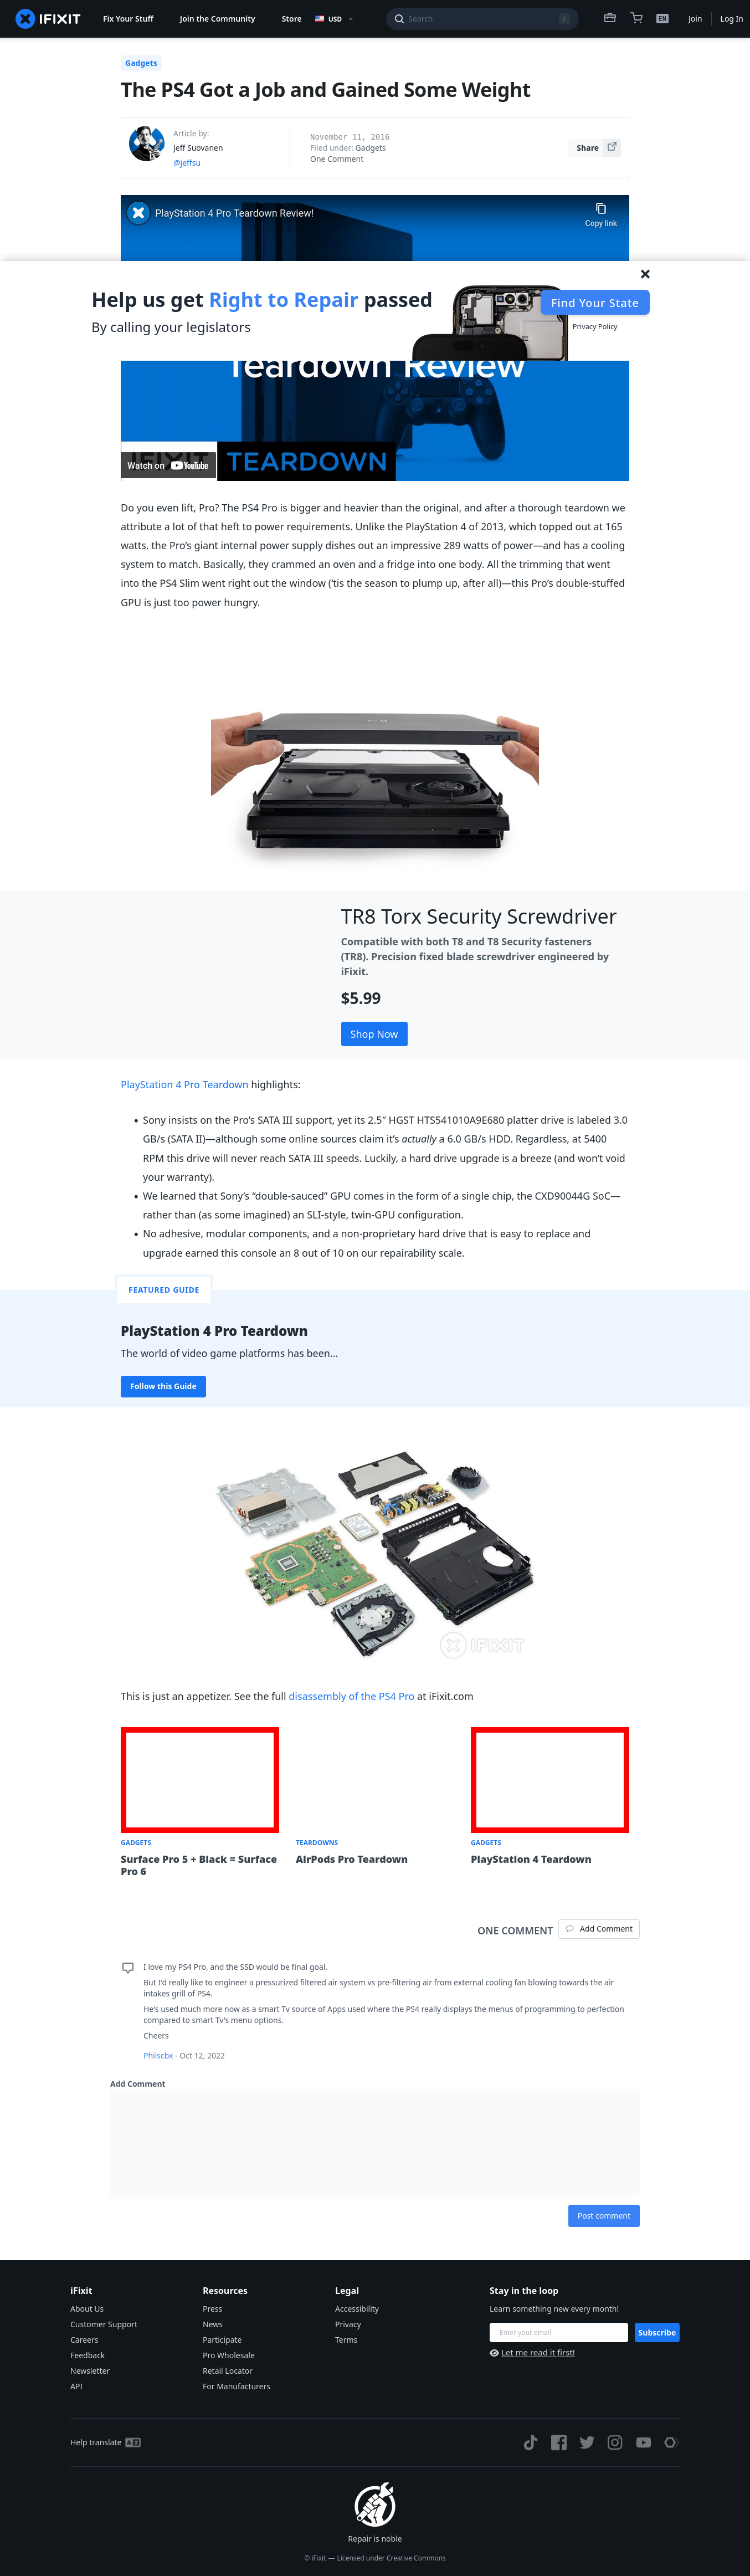 IFIXIT
Fix Your Stuff
Join the Community
Store
USD
Search
/
EN
Join
Log In
Gadgets
The PS4 Got a Job and Gained Some Weight
Article by:
Jeff Suovanen
@jeffsu
November 11, 2016
Filed under: Gadgets
One Comment
Share
PlayStation 4 Pro Teardown Review!
Copy link
Help us get Right to Repair passed
By calling your legislators
Find Your State
Privacy Policy
Teardown Review
Watch on YouTube
TEARDOWN
Do you even lift, Pro? The PS4 Pro is bigger and heavier than the original, and after a thorough teardown we
attribute a lot of that heft to power requirements. Unlike the PlayStation 4 of 2013, which topped out at 165
watts, the Pro’s giant internal power supply dishes out an impressive 289 watts of power—and has a cooling
system to match. Basically, they crammed an oven and a fridge into one body. All the trimming that went
into the PS4 Slim went right out the window (‘tis the season to plump up, after all)—this Pro’s double-stuffed
GPU is just too power hungry.
TR8 Torx Security Screwdriver
Compatible with both T8 and T8 Security fasteners
(TR8). Precision fixed blade screwdriver engineered by
iFixit.
$5.99
Shop Now
PlayStation 4 Pro Teardown highlights:
Sony insists on the Pro’s SATA III support, yet its 2.5″ HGST HTS541010A9E680 platter drive is labeled 3.0
GB/s (SATA II)—although some online sources claim it’s actually a 6.0 GB/s HDD. Regardless, at 5400
RPM this drive will never reach SATA III speeds. Luckily, a hard drive upgrade is a breeze (and won’t void
your warranty).
We learned that Sony’s “double-sauced” GPU comes in the form of a single chip, the CXD90044G SoC—
rather than (as some imagined) an SLI-style, twin-GPU configuration.
No adhesive, modular components, and a non-proprietary hard drive that is easy to replace and
upgrade earned this console an 8 out of 10 on our repairability scale.
FEATURED GUIDE
PlayStation 4 Pro Teardown
The world of video game platforms has been…
Follow this Guide
IFIXIT
This is just an appetizer. See the full disassembly of the PS4 Pro at iFixit.com
GADGETS
Surface Pro 5 + Black = Surface
Pro 6
TEARDOWNS
AirPods Pro Teardown
GADGETS
PlayStation 4 Teardown
ONE COMMENT
Add Comment
I love my PS4 Pro, and the SSD would be final goal.
But I'd really like to engineer a pressurized filtered air system vs pre-filtering air from external cooling fan blowing towards the air
intakes grill of PS4.
He's used much more now as a smart Tv source of Apps used where the PS4 really displays the menus of programming to perfection
compared to smart Tv's menu options.
Cheers
Philscbx - Oct 12, 2022
Add Comment
Post comment
iFixit
About Us
Customer Support
Careers
Feedback
Newsletter
API
Resources
Press
News
Participate
Pro Wholesale
Retail Locator
For Manufacturers
Legal
Accessibility
Privacy
Terms
Stay in the loop
Learn something new every month!
Enter your email
Subscribe
Let me read it first!
Help translate
Repair is noble
© iFixit — Licensed under Creative Commons